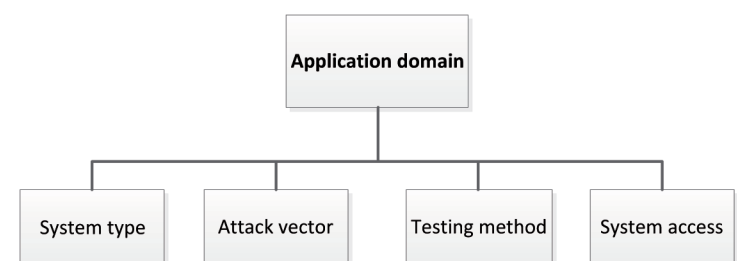 Application domain
System type
Attack vector
Testing method
System access